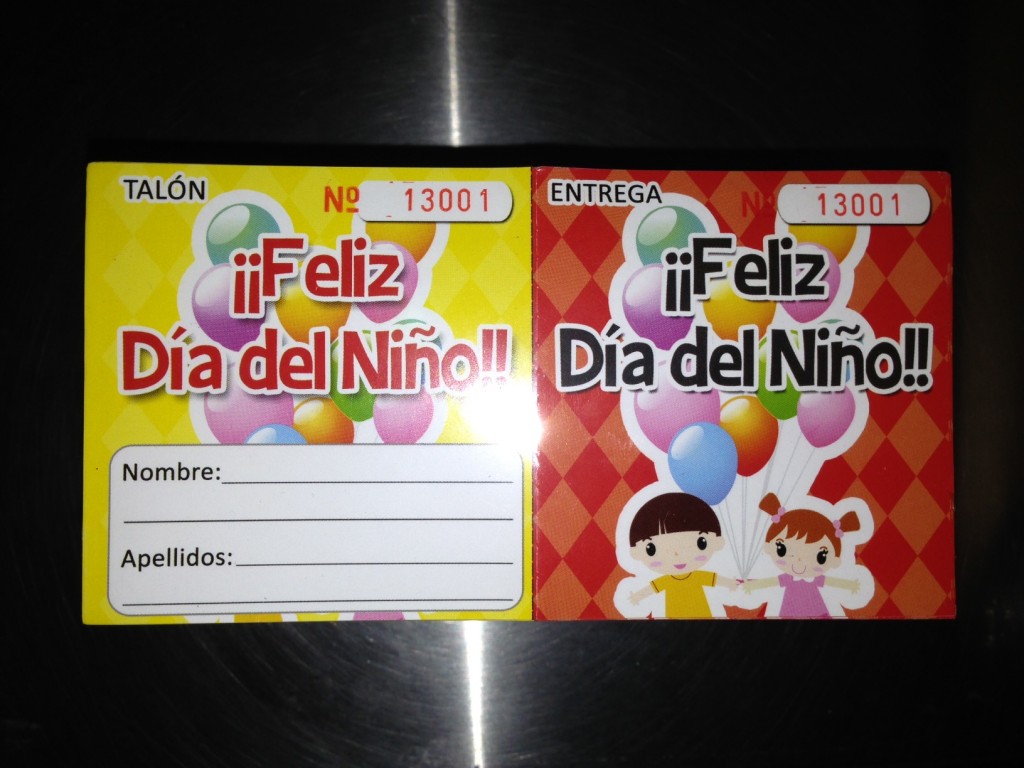 TALÓN
Nº 13001
¡¡Feliz
Día del Niño!!
Nombre:
Apellidos:
ENTREGA
Nº 13001
¡¡Feliz
Día del Niño!!